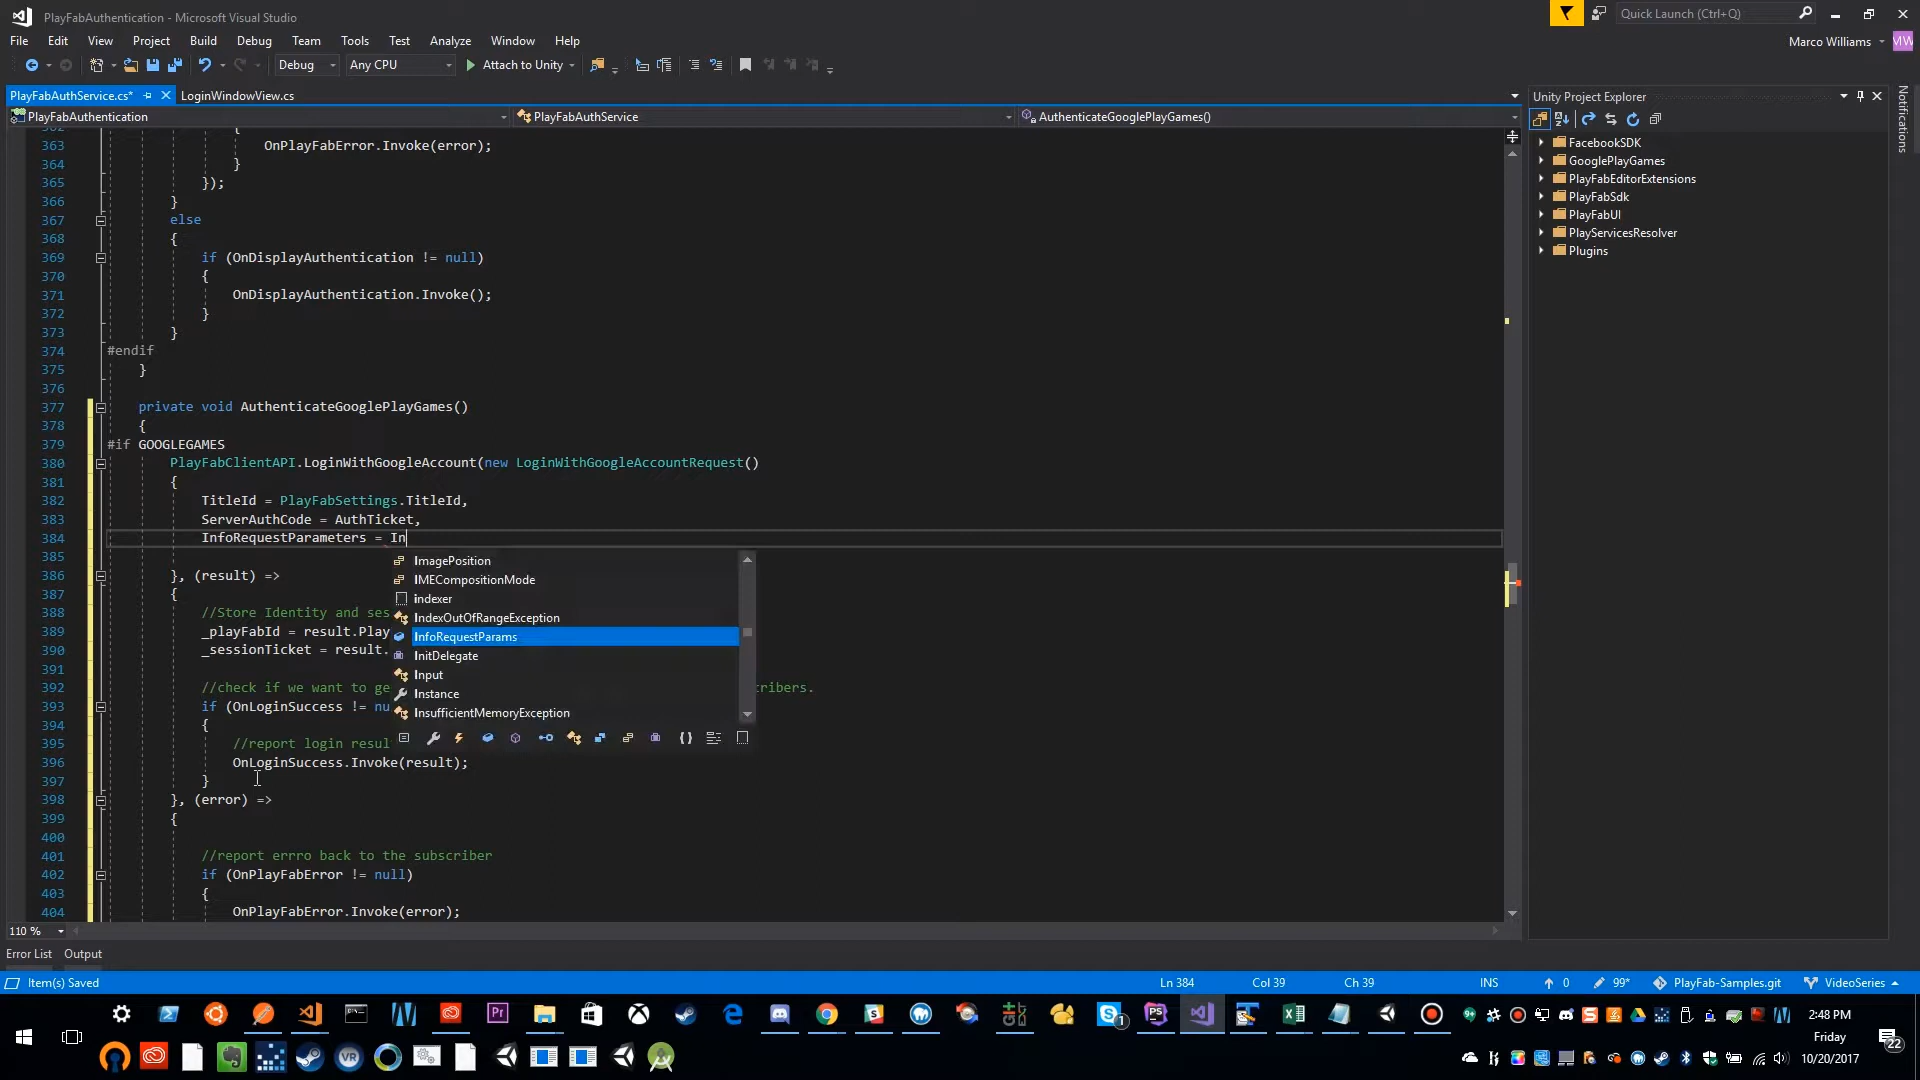 PlayFabAuthentication - Microsoft Visual Studio
Quick Launch (Ctrl+Q)
File Edit View Project Build Debug Team Tools Test Analyze Window Help
Marco Williams MW
Debug Any CPU Attach to Unity
PlayFabAuthService.cs* LoginWindowView.cs
Unity Project Explorer
Notifications
PlayFabAuthentication PlayFabAuthService AuthenticateGooglePlayGames()
FacebookSDK
GooglePlayGames
PlayFabEditorExtensions
PlayFabSdk
PlayFabUI
PlayServicesResolver
Plugins
362 {
363 OnPlayFabError.Invoke(error);
364 }
365 });
366 }
367 else
368 {
369 if (OnDisplayAuthentication != null)
370 {
371 OnDisplayAuthentication.Invoke();
372 }
373 }
374 #endif
375 }
376
377 private void AuthenticateGooglePlayGames()
378 {
379 #if GOOGLEGAMES
380 PlayFabClientAPI.LoginWithGoogleAccount(new LoginWithGoogleAccountRequest()
381 {
382 TitleId = PlayFabSettings.TitleId,
383 ServerAuthCode = AuthTicket,
384 InfoRequestParameters = In
385
386 }, (result) =>
387 {
388 //Store Identity and ses
389 _playFabId = result.Play
390 _sessionTicket = result.
391
392 //check if we want to ge cribers.
393 if (OnLoginSuccess != nu
394 {
395 //report login resul
396 OnLoginSuccess.Invoke(result);
397 }
398 }, (error) =>
399 {
400
401 //report errro back to the subscriber
402 if (OnPlayFabError != null)
403 {
404 OnPlayFabError.Invoke(error);
ImagePosition
IMECompositionMode
indexer
IndexOutOfRangeException
InfoRequestParams
InitDelegate
Input
Instance
InsufficientMemoryException
110 %
Error List Output
Item(s) Saved Ln 384 Col 39 Ch 39 INS 0 99* PlayFab-Samples.git VideoSeries
2:48 PM
Friday
10/20/2017
22